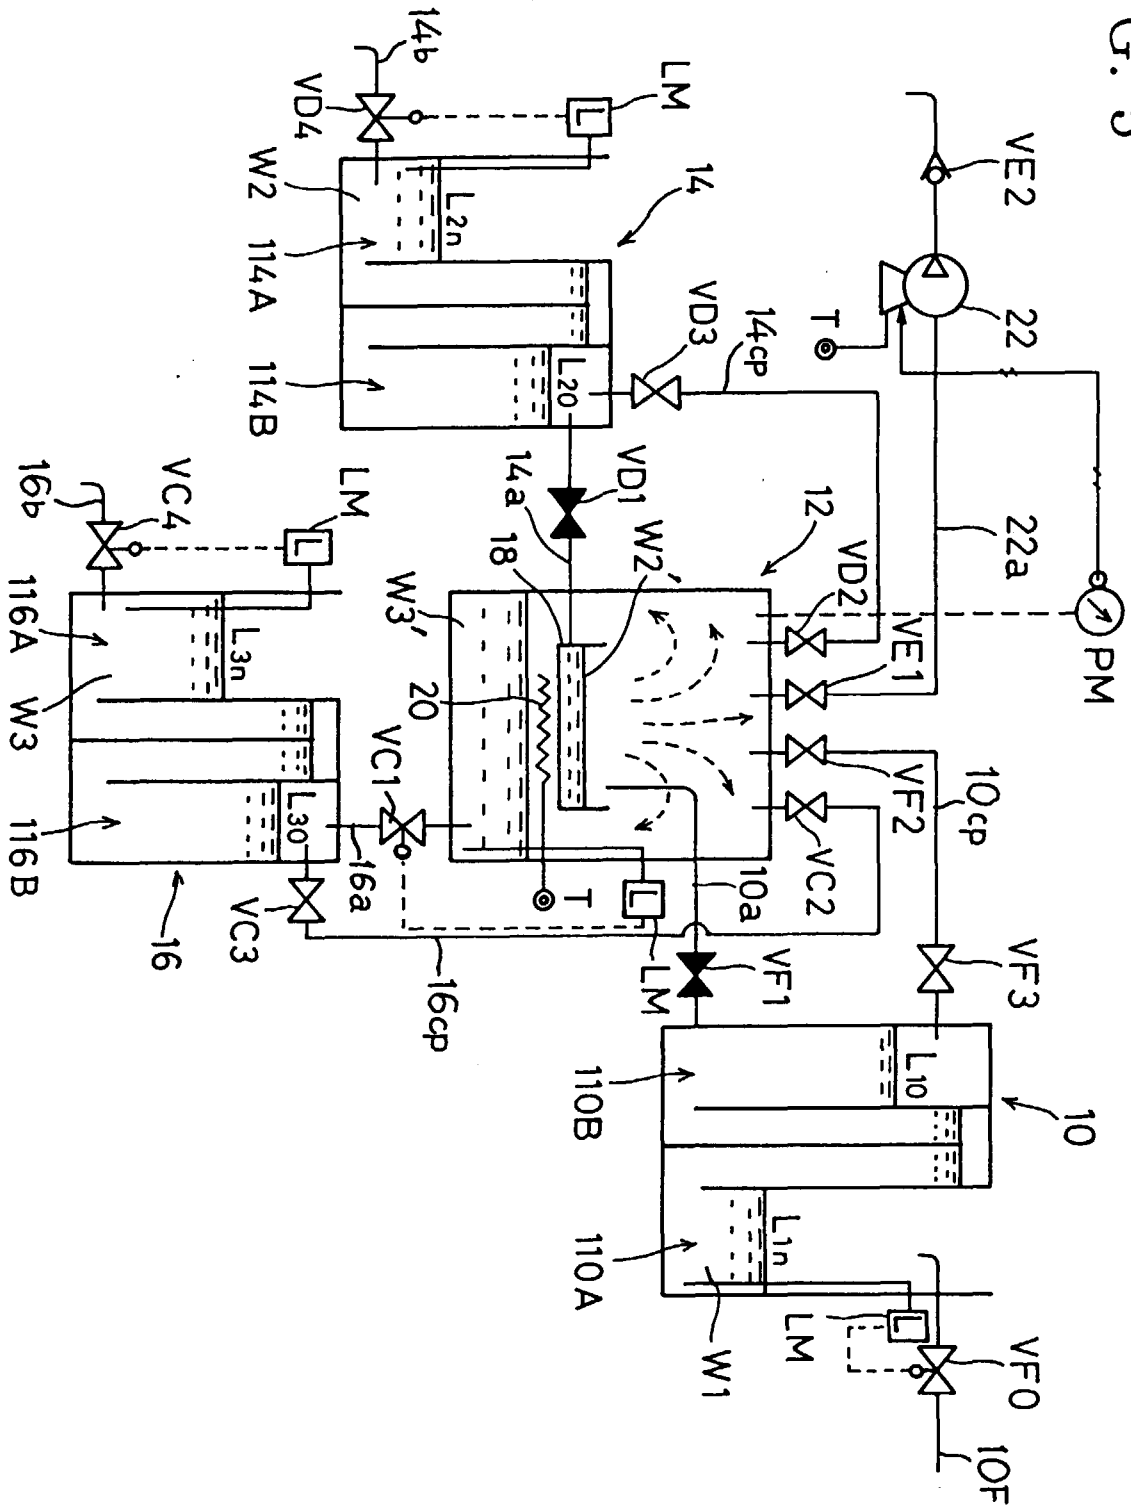 G. 5
VE2
22
22a
PM
T
14cp
VD3
14
LM
L
14b
VD4
W2
114A
L2n
L20
114B
VD1
14a
18
W2'
12
VD2
VE1
VF2
10cp
VC2
10a
VF3
VF1
L10
10
110B
110A
L1n
W1
LM
L
VF0
10F
W3'
20
T
L
LM
VC1
16a
VC3
16cp
16
116B
L30
L3n
W3
116A
L
LM
VC4
16b